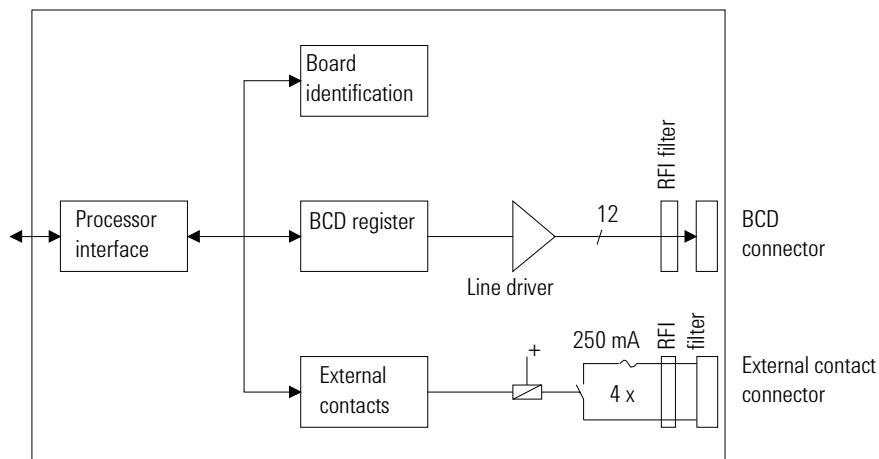 Board
identification
Processor
interface
BCD register
12
Line driver
RFI filter
BCD
connector
External
contacts
+
250 mA
4 x
RFI
filter
External contact
connector